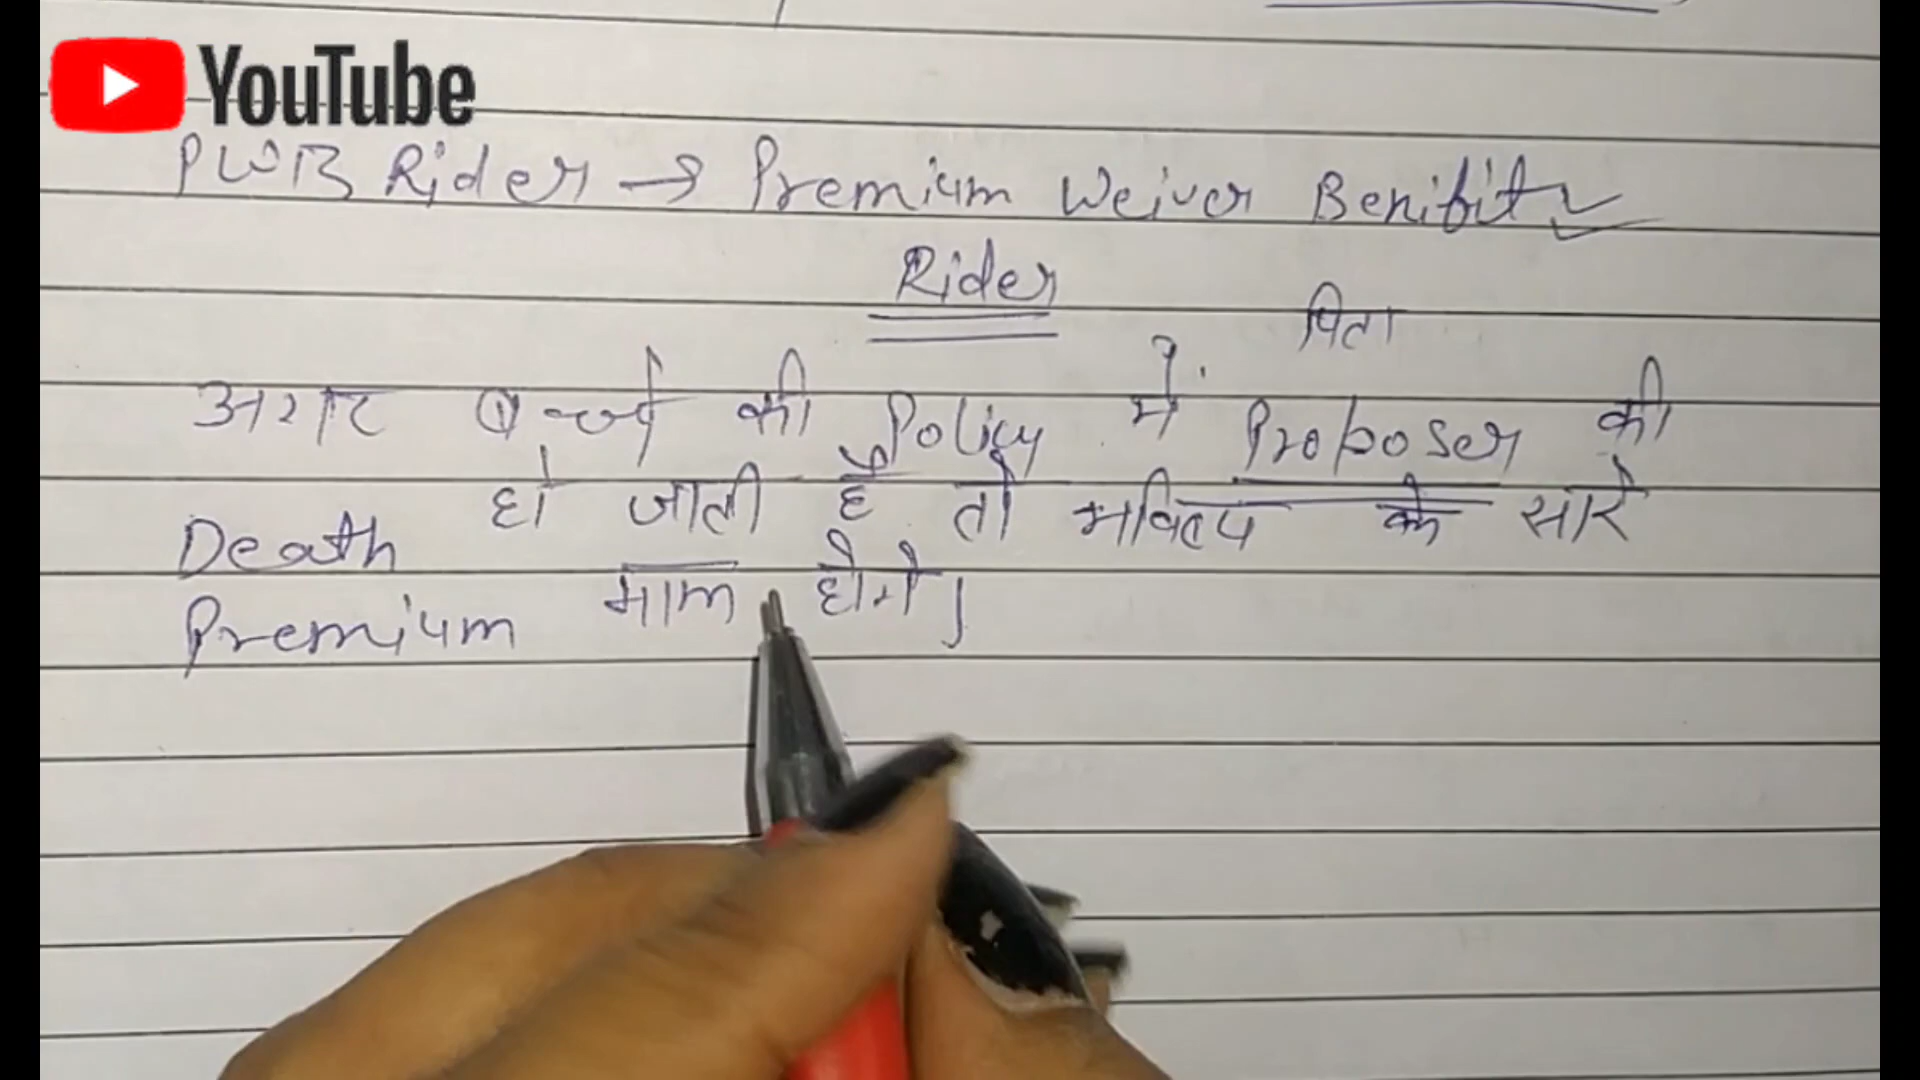 YouTube
PWB Rider → Premium Weiver Benifit
Rider
पिता
अगर बच्चे की Policy में Proposer की
Death हो जाती है तो भविष्य के सारे
Premium माफ होगे।